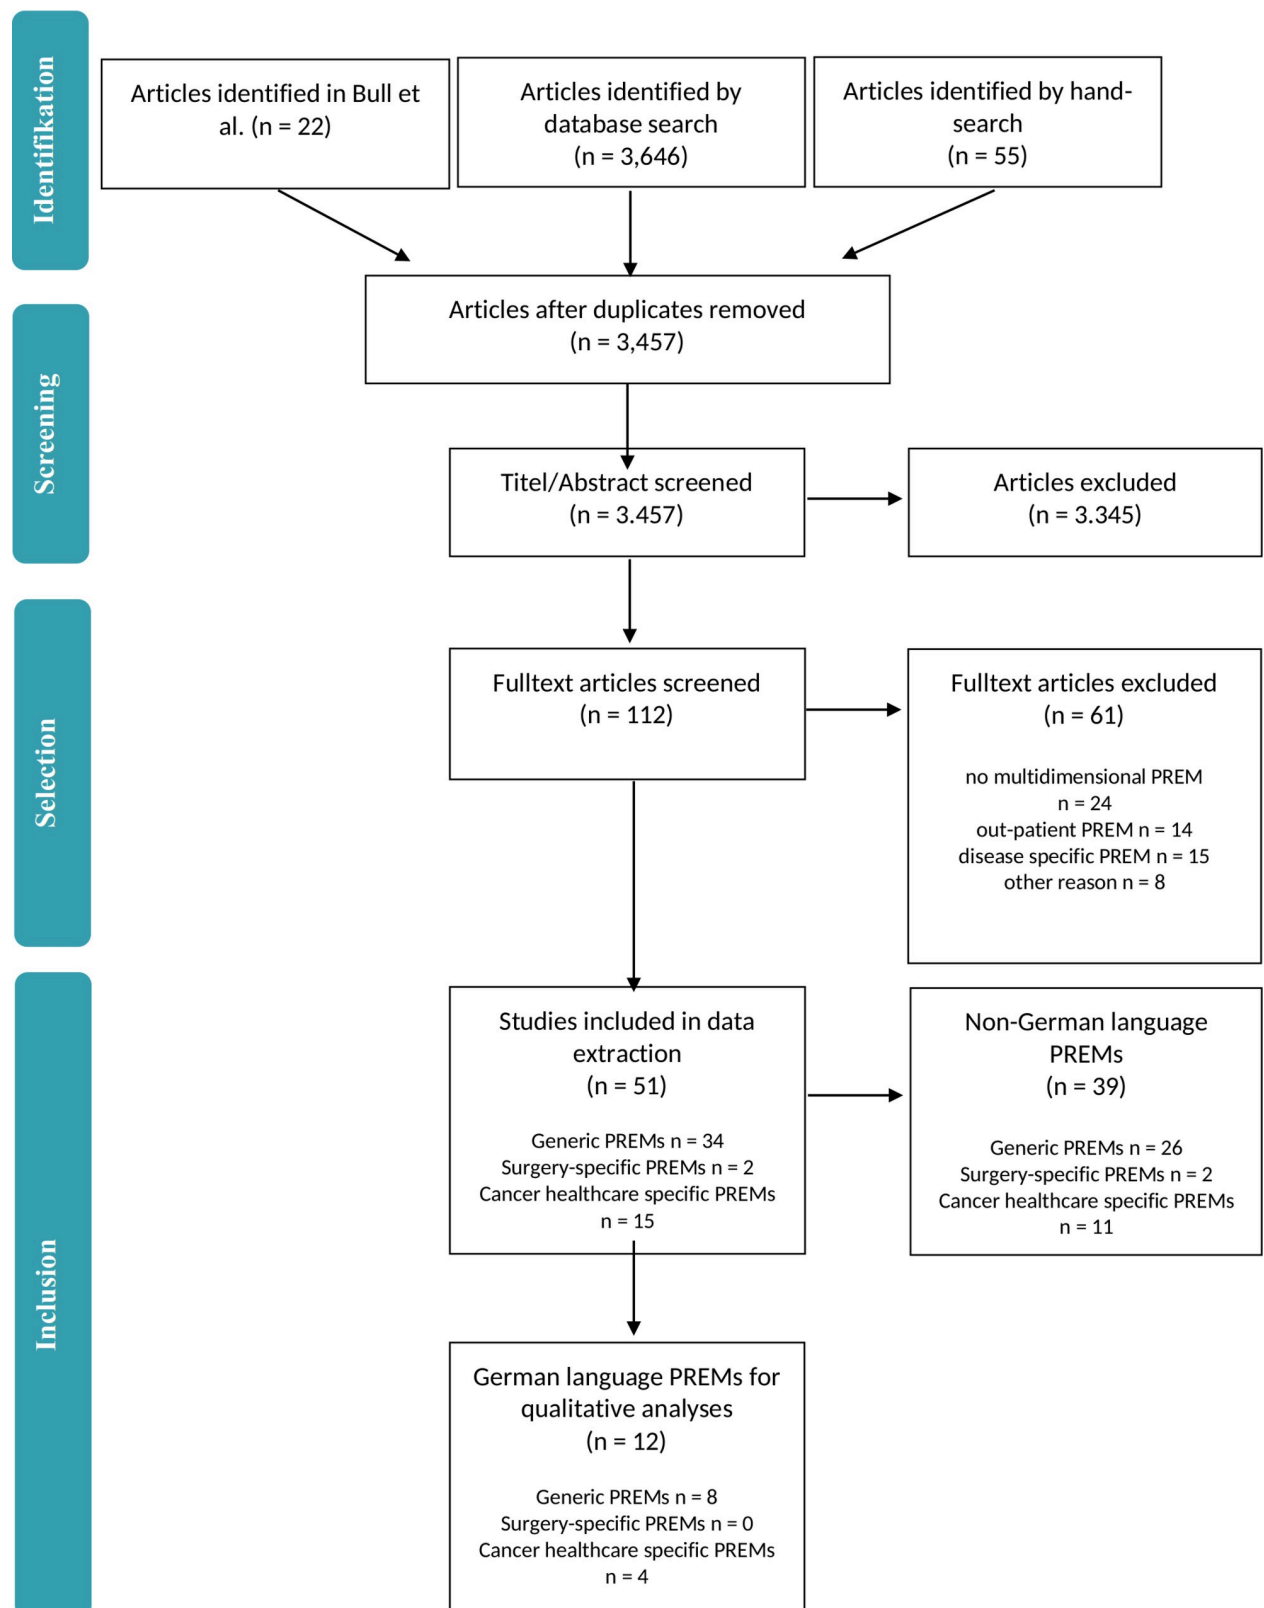 Identifikation
Articles identified in Bull et
al. (n = 22)
Articles identified by
database search
(n = 3,646)
Articles identified by hand-
search
(n = 55)
Articles after duplicates removed
(n = 3,457)
Screening
Titel/Abstract screened
(n = 3.457)
Articles excluded
(n = 3.345)
Selection
Fulltext articles screened
(n = 112)
Fulltext articles excluded
(n = 61)
no multidimensional PREM
n = 24
out-patient PREM n = 14
disease specific PREM n = 15
other reason n = 8
Inclusion
Studies included in data
extraction
(n = 51)
Generic PREMs n = 34
Surgery-specific PREMs n = 2
Cancer healthcare specific PREMs
n = 15
Non-German language
PREMs
(n = 39)
Generic PREMs n = 26
Surgery-specific PREMs n = 2
Cancer healthcare specific PREMs
n = 11
German language PREMs for
qualitative analyses
(n = 12)
Generic PREMs n = 8
Surgery-specific PREMs n = 0
Cancer healthcare specific PREMs
n = 4